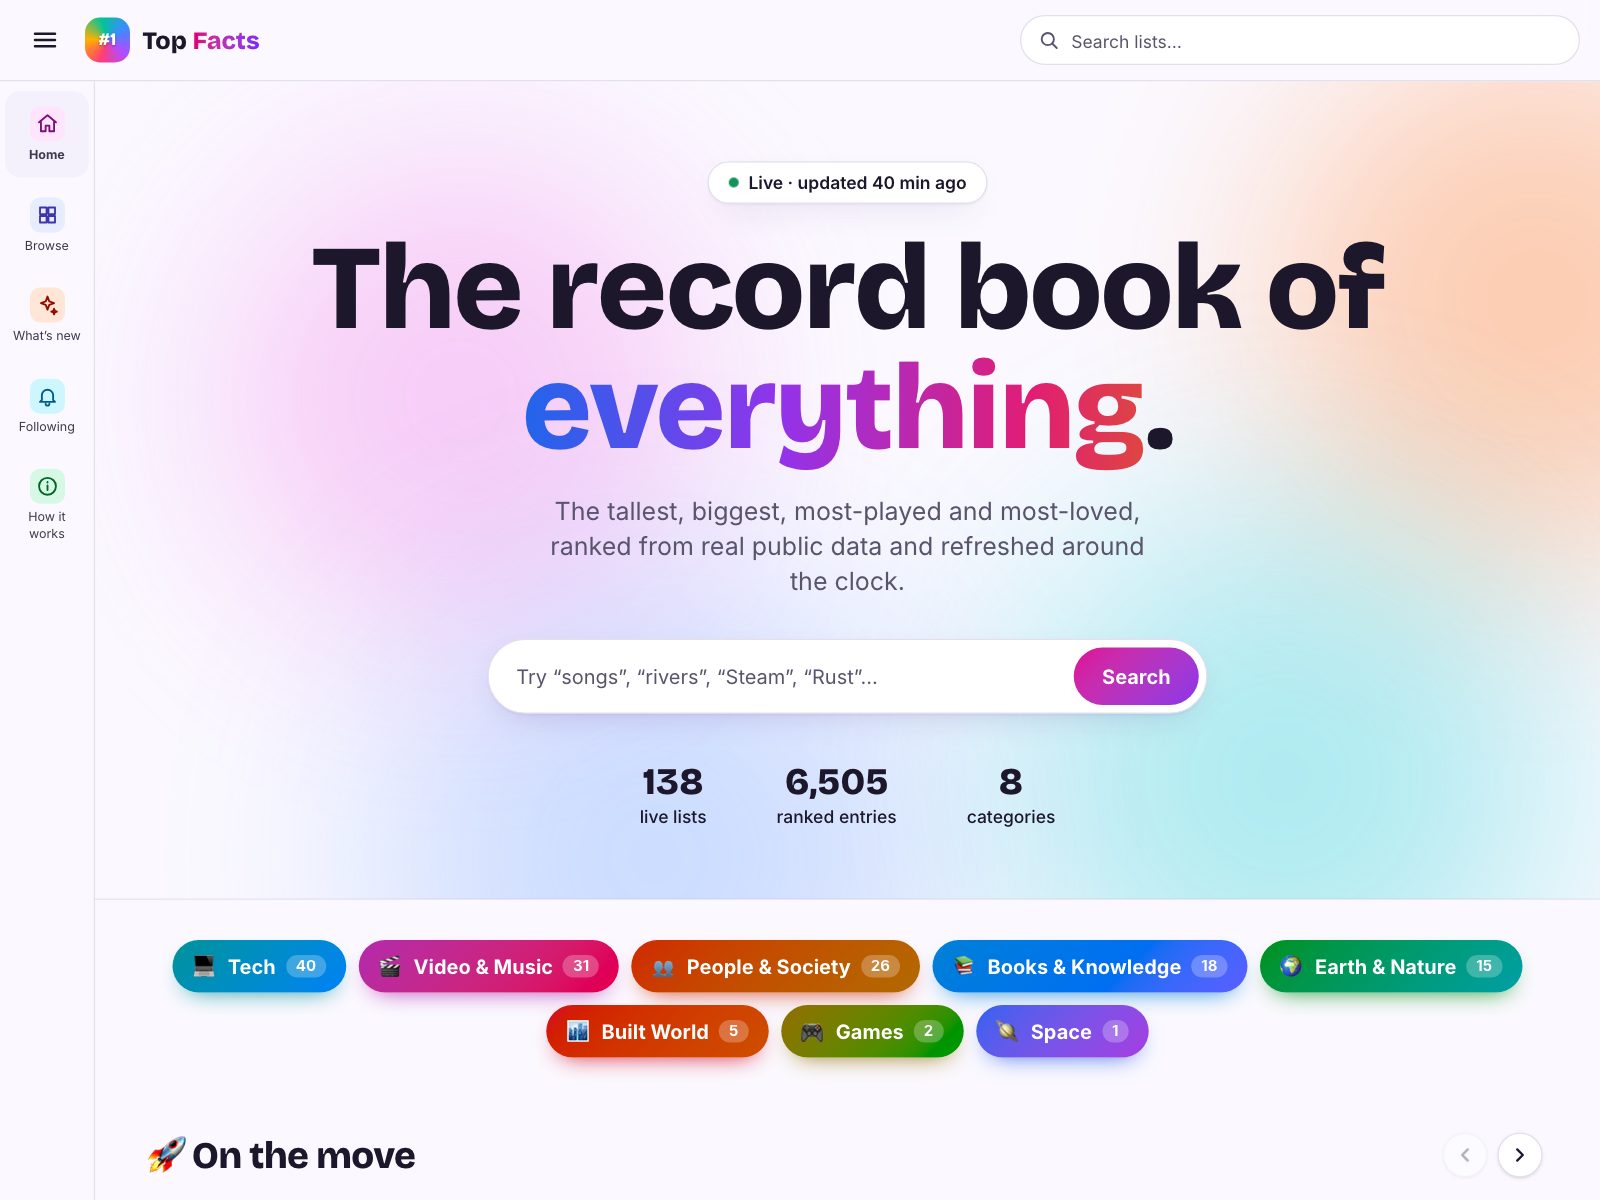 #1 Top Facts
Search lists...
Home
Browse
What's new
Following
How it
works
Live · updated 40 min ago
The record book of
everything.
The tallest, biggest, most-played and most-loved,
ranked from real public data and refreshed around
the clock.
Try “songs”, “rivers”, “Steam”, “Rust”...
Search
138
live lists
6,505
ranked entries
8
categories
Tech 40
Video & Music 31
People & Society 26
Books & Knowledge 18
Earth & Nature 15
Built World 5
Games 2
Space 1
On the move